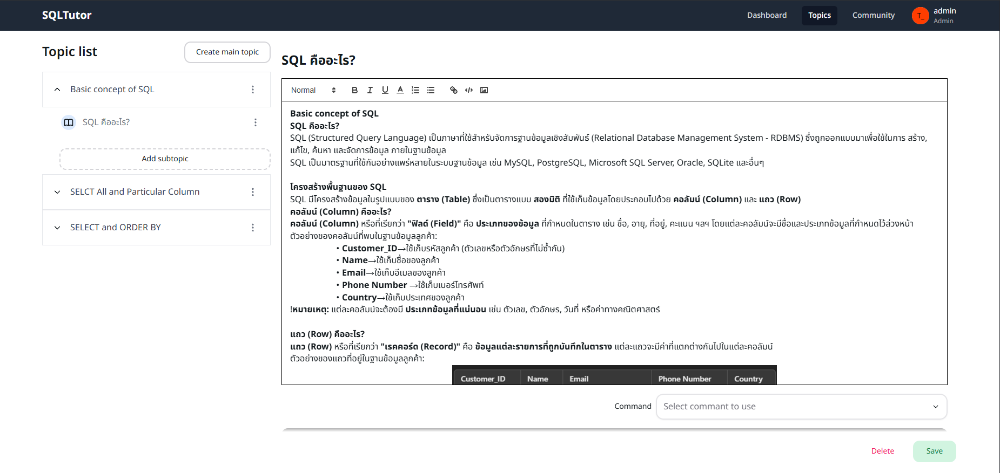 SQLTutor
Dashboard
Topics
Community
T_
admin
Admin
Topic list
Create main topic
Basic concept of SQL
SQL คืออะไร?
Add subtopic
SELCT All and Particular Column
SELECT and ORDER BY
SQL คืออะไร?
Normal
Basic concept of SQL
SQL คืออะไร?
SQL (Structured Query Language) เป็นภาษาที่ใช้สำหรับจัดการฐานข้อมูลเชิงสัมพันธ์ (Relational Database Management System - RDBMS) ซึ่งถูกออกแบบมาเพื่อใช้ในการ สร้าง,
แก้ไข, ค้นหา และจัดการข้อมูล ภายในฐานข้อมูล
SQL เป็นมาตรฐานที่ใช้กันอย่างแพร่หลายในระบบฐานข้อมูล เช่น MySQL, PostgreSQL, Microsoft SQL Server, Oracle, SQLite และอื่นๆ
โครงสร้างพื้นฐานของ SQL
SQL มีโครงสร้างข้อมูลในรูปแบบของ ตาราง (Table) ซึ่งเป็นตารางแบบ สองมิติ ที่ใช้เก็บข้อมูลโดยประกอบไปด้วย คอลัมน์ (Column) และ แถว (Row)
คอลัมน์ (Column) คืออะไร?
คอลัมน์ (Column) หรือที่เรียกว่า "ฟิลด์ (Field)" คือ ประเภทของข้อมูล ที่กำหนดในตาราง เช่น ชื่อ, อายุ, ที่อยู่, คะแนน ฯลฯ โดยแต่ละคอลัมน์จะมีชื่อและประเภทข้อมูลที่กำหนดไว้ล่วงหน้า
ตัวอย่างของคอลัมน์ที่พบในฐานข้อมูลลูกค้า:
• Customer_ID→ใช้เก็บรหัสลูกค้า (ตัวเลขหรือตัวอักษรที่ไม่ซ้ำกัน)
• Name→ใช้เก็บชื่อของลูกค้า
• Email→ใช้เก็บอีเมลของลูกค้า
• Phone Number →ใช้เก็บเบอร์โทรศัพท์
• Country→ใช้เก็บประเทศของลูกค้า
!หมายเหตุ: แต่ละคอลัมน์จะต้องมี ประเภทข้อมูลที่แน่นอน เช่น ตัวเลข, ตัวอักษร, วันที่ หรือค่าทางคณิตศาสตร์
แถว (Row) คืออะไร?
แถว (Row) หรือที่เรียกว่า "เรคคอร์ด (Record)" คือ ข้อมูลแต่ละรายการที่ถูกบันทึกในตาราง แต่ละแถวจะมีค่าที่แตกต่างกันไปในแต่ละคอลัมน์
ตัวอย่างของแถวที่อยู่ในฐานข้อมูลลูกค้า:
Customer_ID Name Email Phone Number Country
Command
Select commant to use
Delete
Save